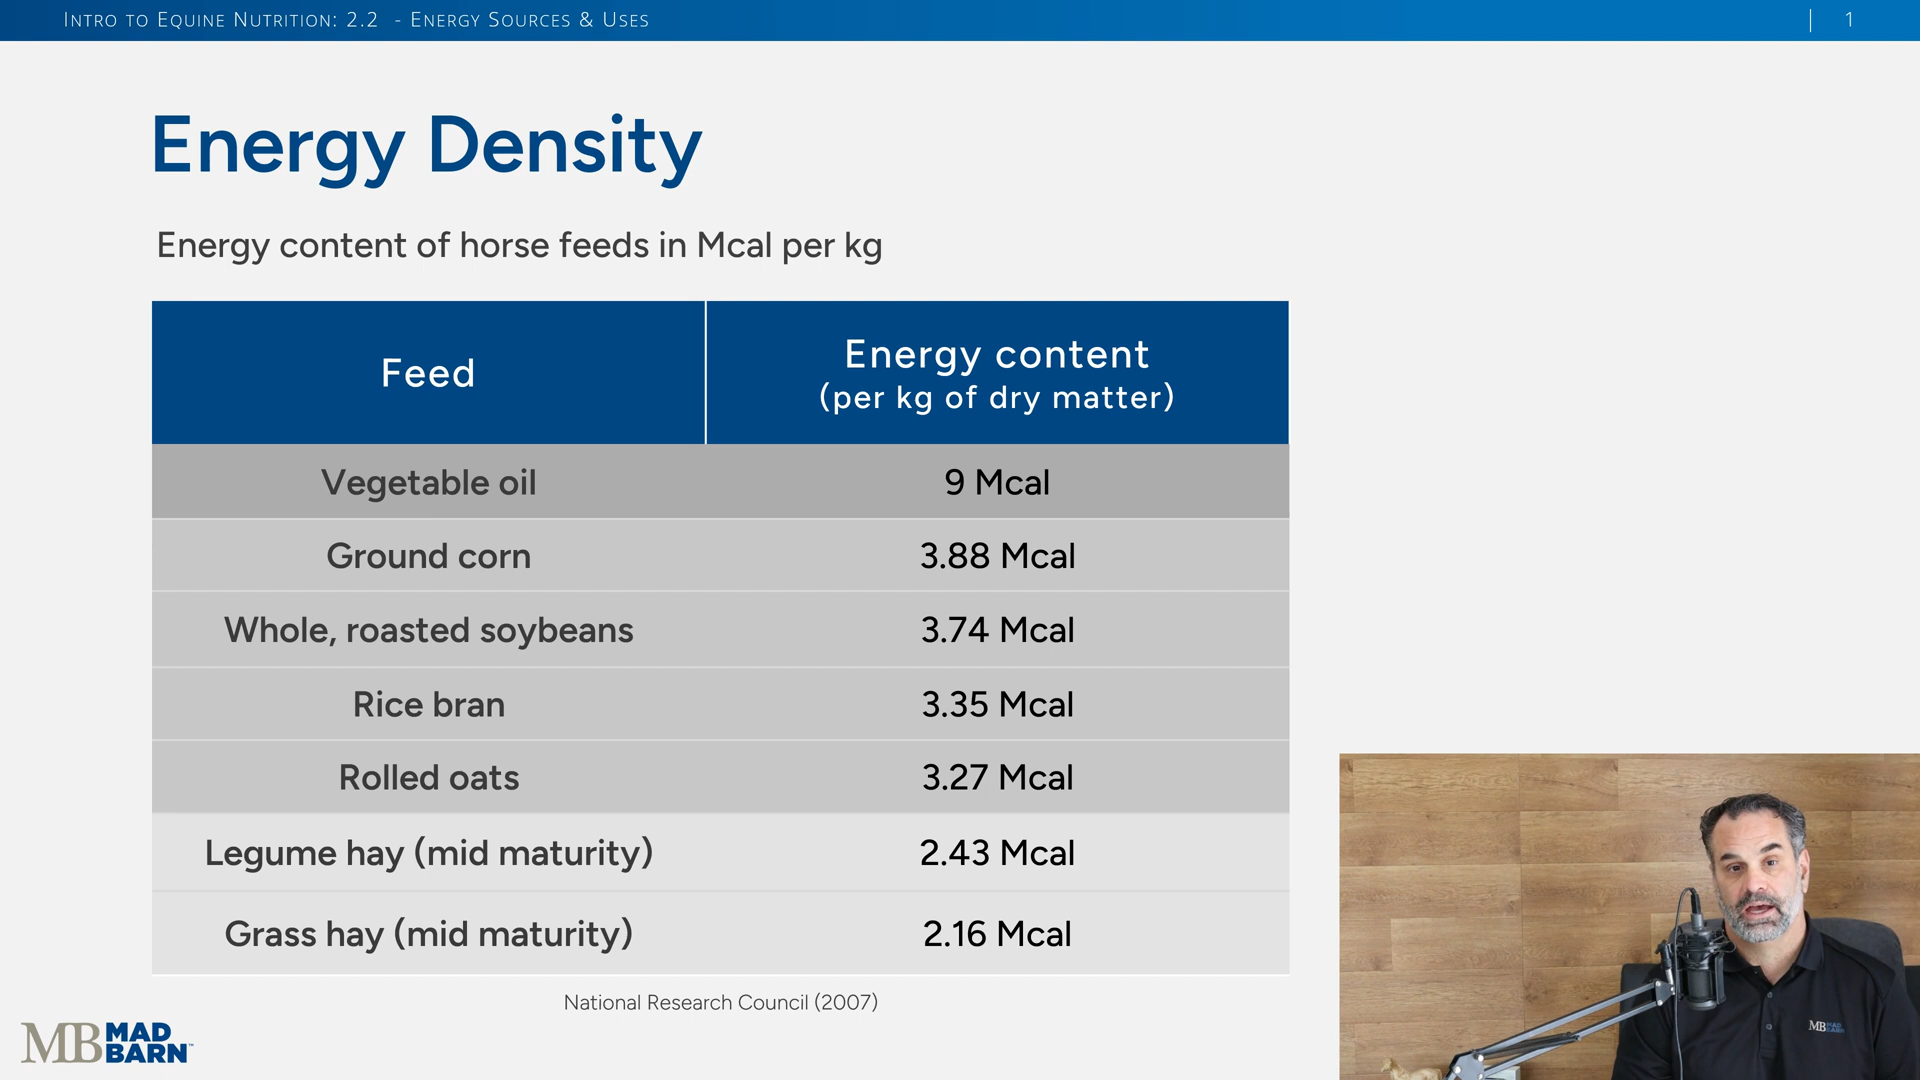 INTRO TO EQUINE NUTRITION: 2.2 - ENERGY SOURCES & USES | 1
Energy Density
Energy content of horse feeds in Mcal per kg
Feed
Energy content
(per kg of dry matter)
Vegetable oil 9 Mcal
Ground corn 3.88 Mcal
Whole, roasted soybeans 3.74 Mcal
Rice bran 3.35 Mcal
Rolled oats 3.27 Mcal
Legume hay (mid maturity) 2.43 Mcal
Grass hay (mid maturity) 2.16 Mcal
National Research Council (2007)
MB MAD BARN™
MB MAD BARN